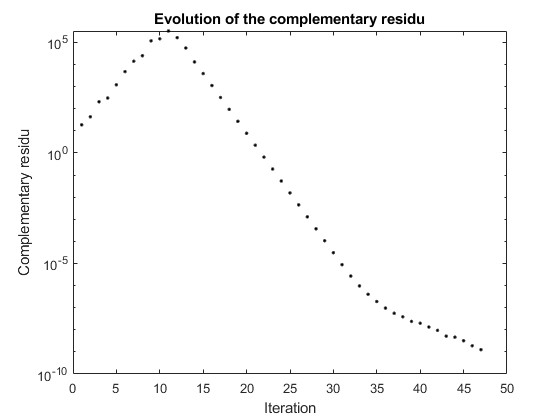 Evolution of the complementary residu
10^5
10^0
10^-5
10^-10
Complementary residu
0 5 10 15 20 25 30 35 40 45 50
Iteration